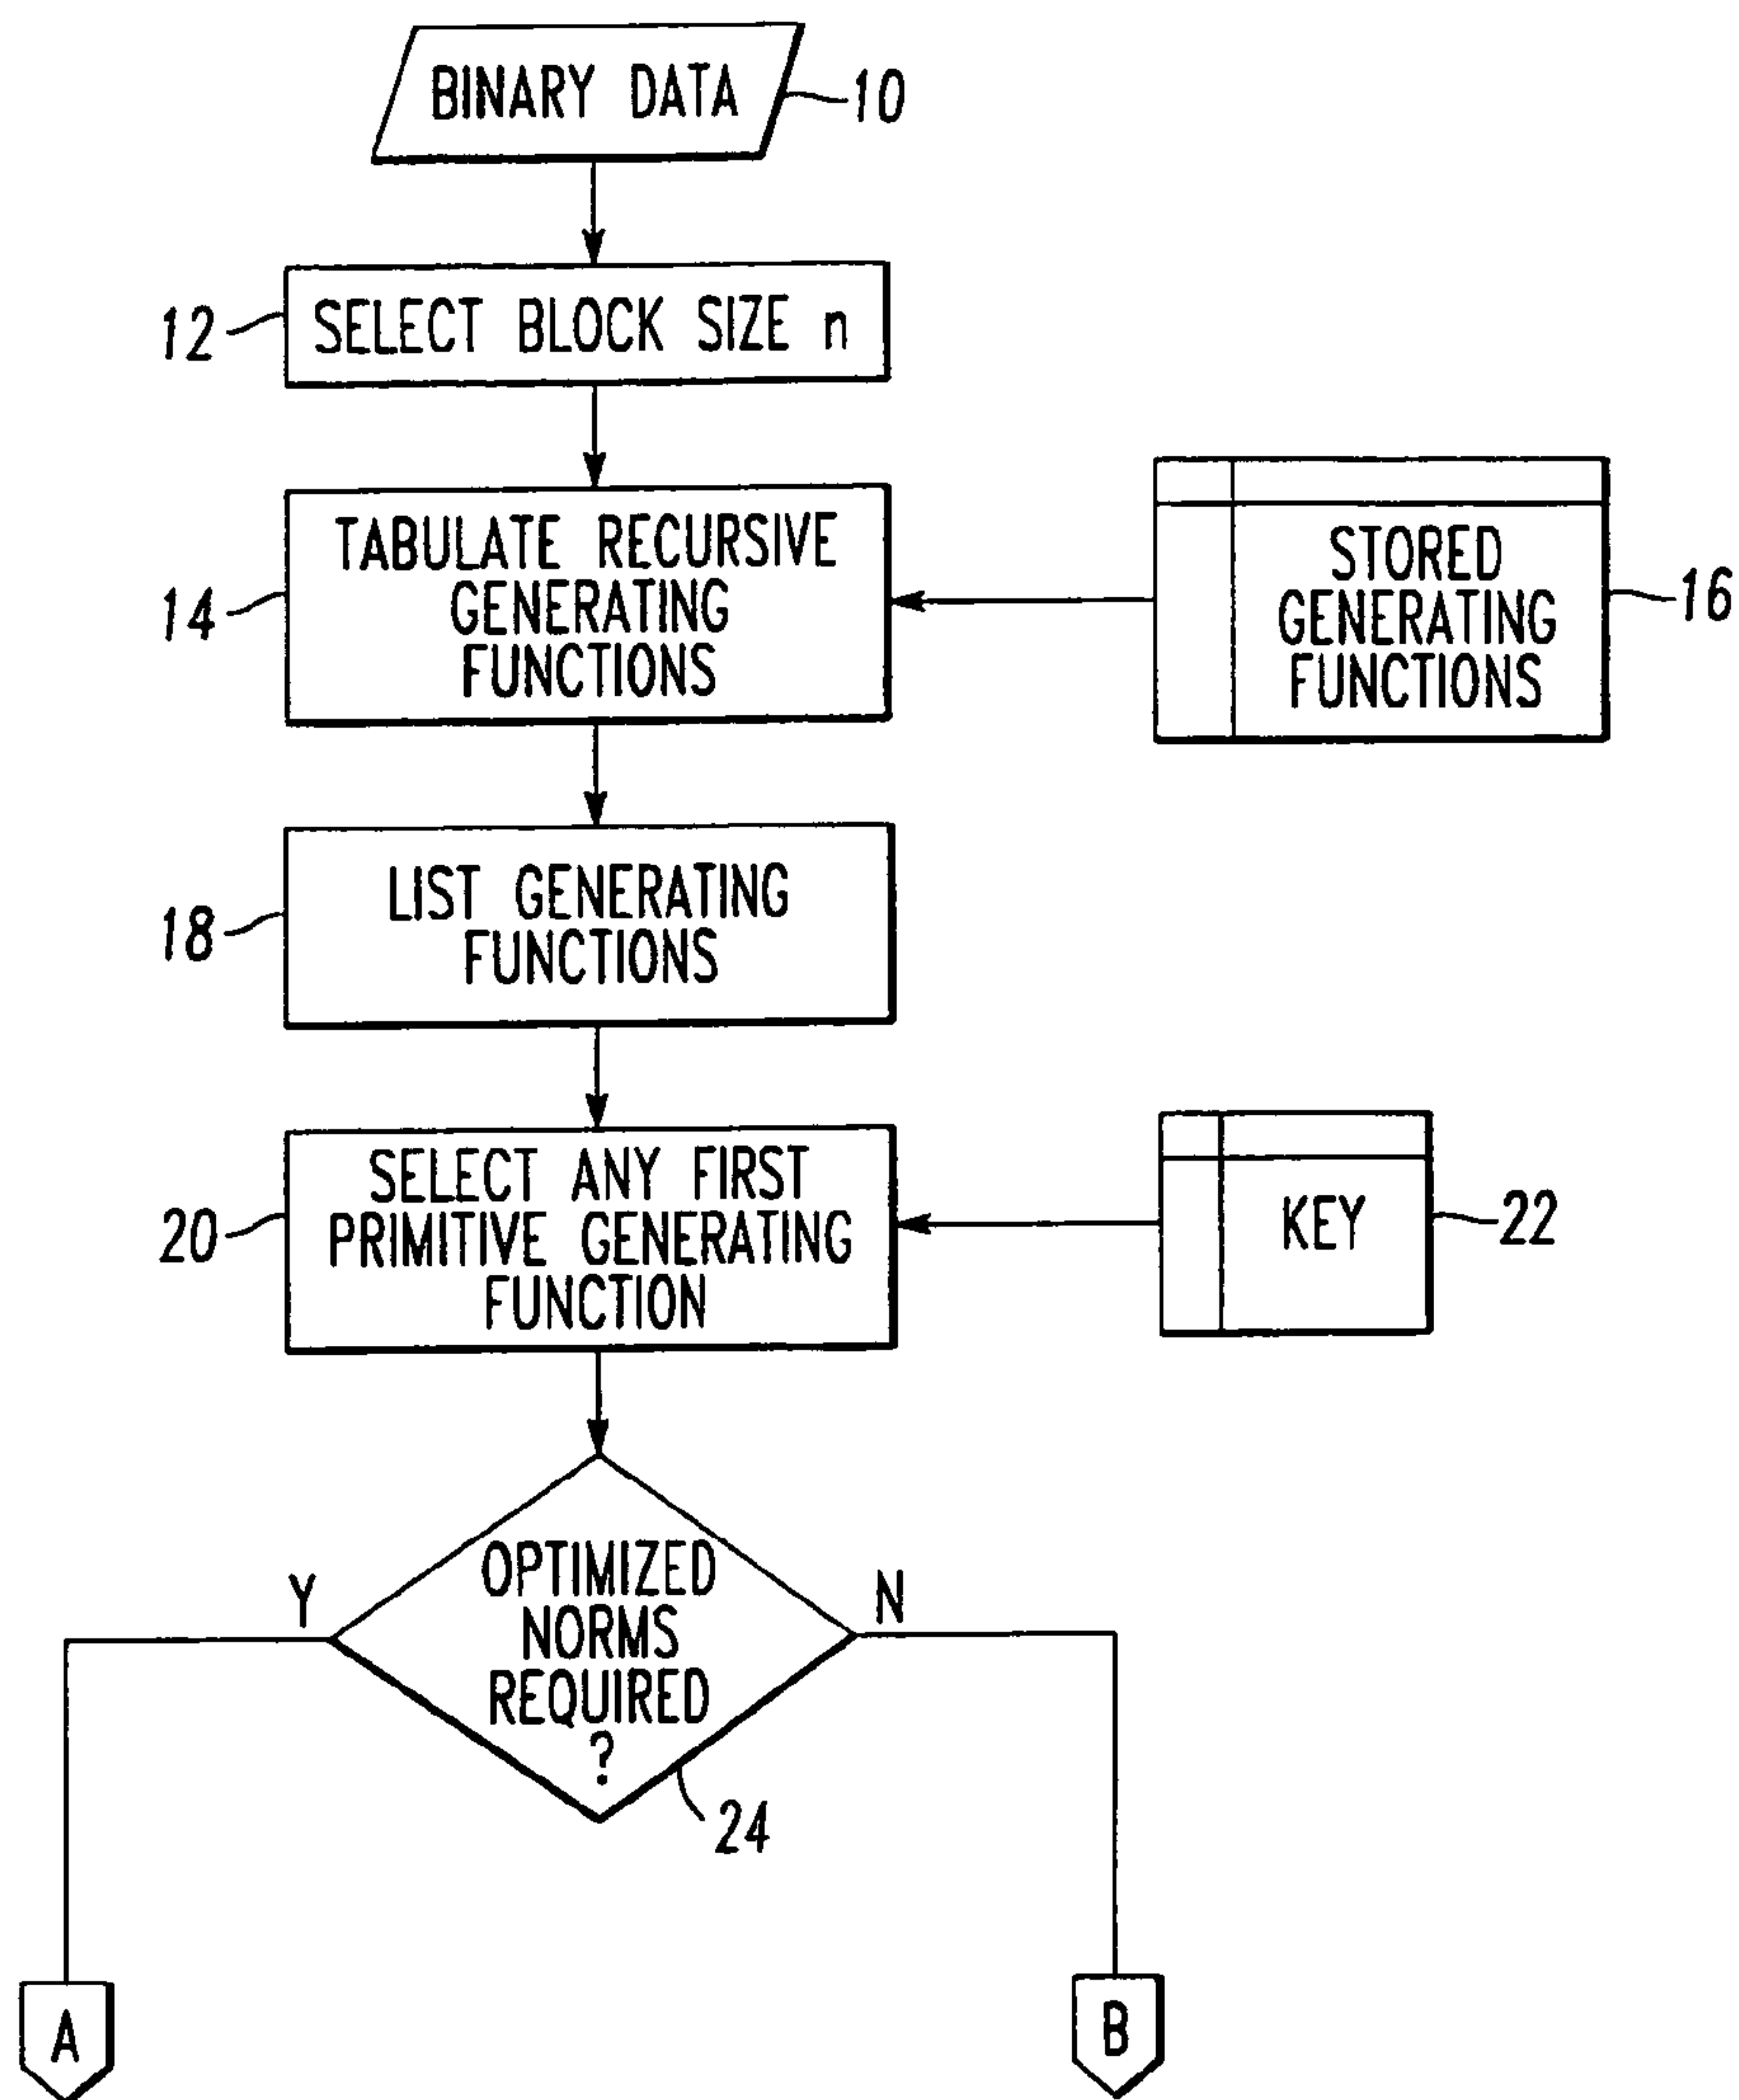 BINARY DATA
10
12
SELECT BLOCK SIZE n
14
TABULATE RECURSIVE
GENERATING
FUNCTIONS
STORED
GENERATING
FUNCTIONS
16
18
LIST GENERATING
FUNCTIONS
20
SELECT ANY FIRST
PRIMITIVE GENERATING
FUNCTION
KEY
22
Y
OPTIMIZED
NORMS
REQUIRED
?
N
24
A
B